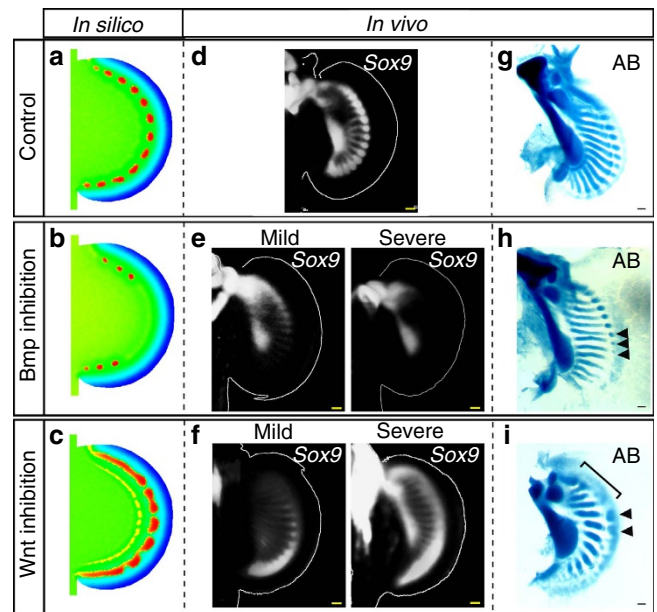 In silico
In vivo
Control
a
d
Sox9
g
AB
Bmp inhibition
b
e
Mild
Sox9
Severe
Sox9
h
AB
Wnt inhibition
c
f
Mild
Sox9
Severe
Sox9
i
AB